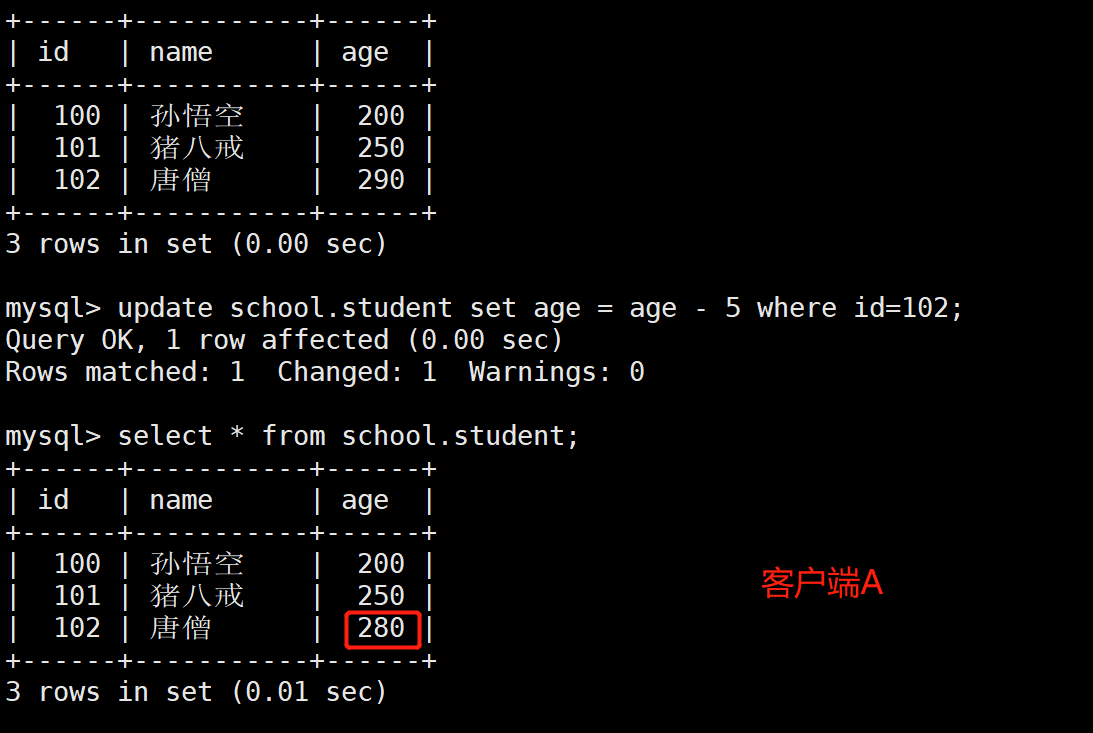 +------+-----------+------+
| id   | name      | age  |
+------+-----------+------+
|  100 | 孙悟空    |  200 |
|  101 | 猪八戒    |  250 |
|  102 | 唐僧      |  290 |
+------+-----------+------+
3 rows in set (0.00 sec)
mysql> update school.student set age = age - 5 where id=102;
Query OK, 1 row affected (0.00 sec)
Rows matched: 1  Changed: 1  Warnings: 0
mysql> select * from school.student;
+------+-----------+------+
| id   | name      | age  |
+------+-----------+------+
|  100 | 孙悟空    |  200 |
|  101 | 猪八戒    |  250 |
|  102 | 唐僧      |  280 |
+------+-----------+------+
3 rows in set (0.01 sec)
客户端A